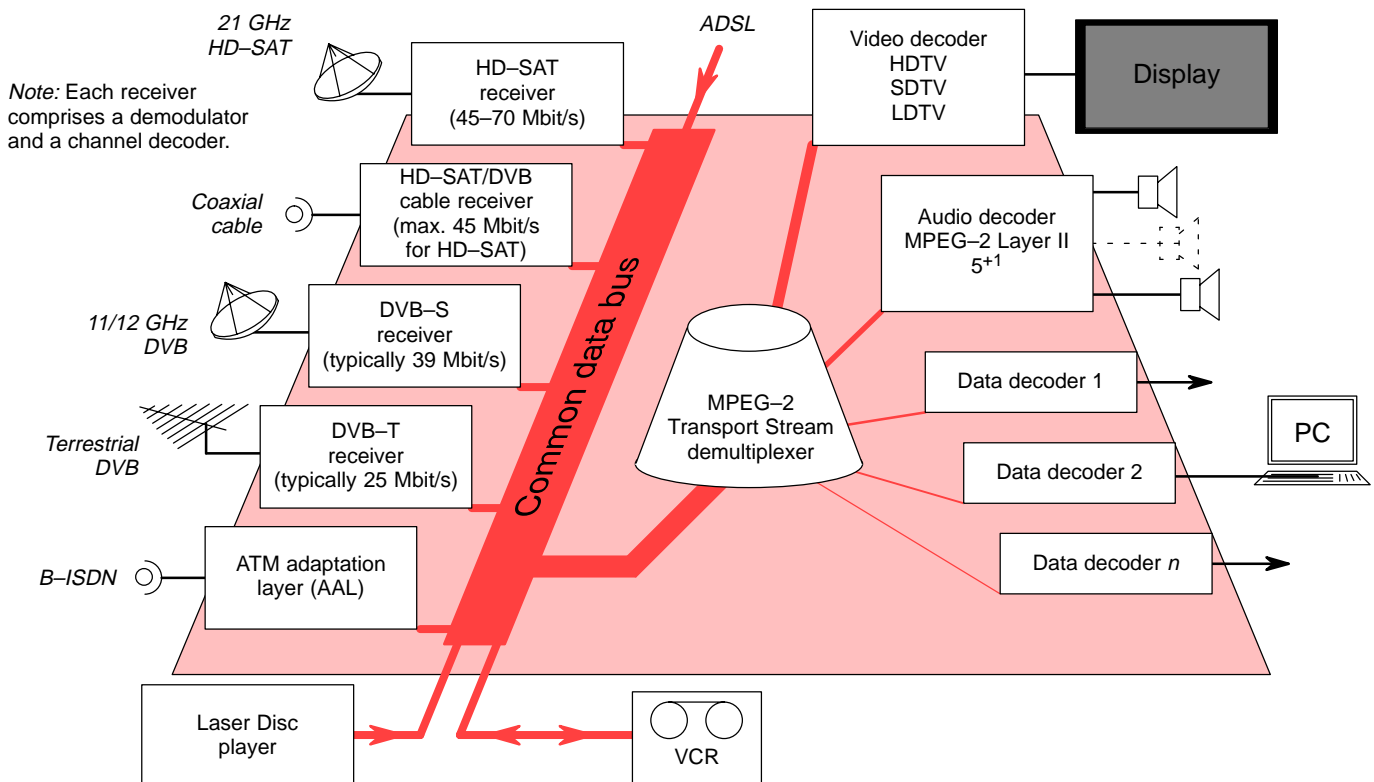 21 GHz
HD–SAT
Note: Each receiver
comprises a demodulator
and a channel decoder.
HD–SAT
receiver
(45–70 Mbit/s)
ADSL
Video decoder
HDTV
SDTV
LDTV
Display
Coaxial
cable
HD–SAT/DVB
cable receiver
(max. 45 Mbit/s
for HD–SAT)
Audio decoder
MPEG–2 Layer II
5+1
11/12 GHz
DVB
DVB–S
receiver
(typically 39 Mbit/s)
Common data bus
MPEG–2
Transport Stream
demultiplexer
Data decoder 1
Terrestrial
DVB
DVB–T
receiver
(typically 25 Mbit/s)
Data decoder 2
PC
B–ISDN
ATM adaptation
layer (AAL)
Data decoder n
Laser Disc
player
VCR